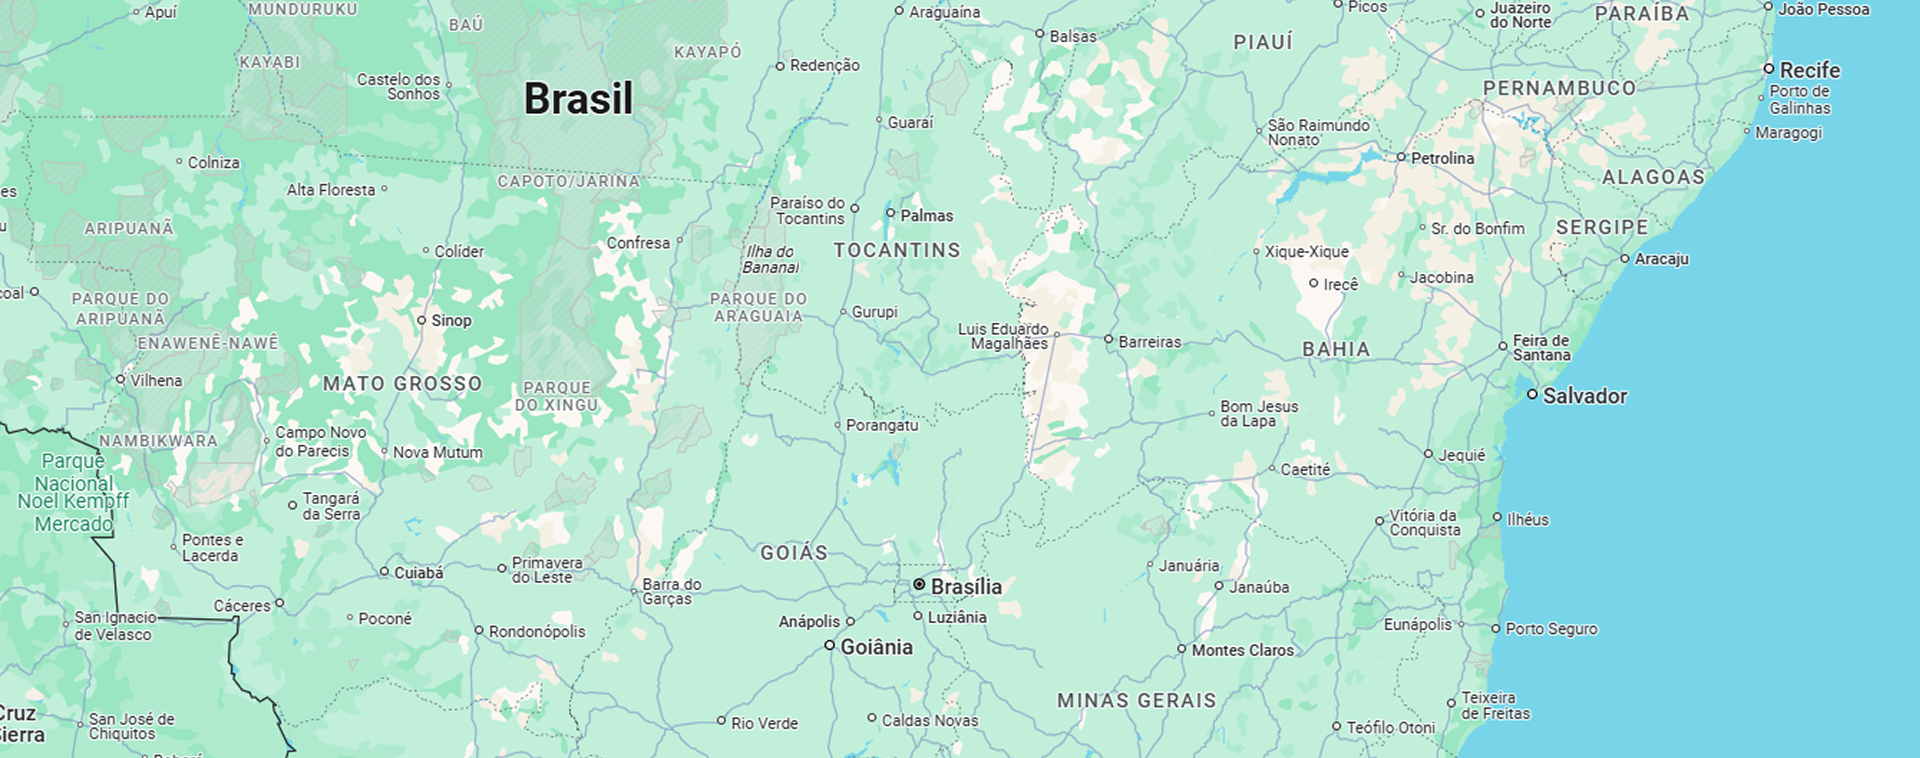 Apuí
MUNDURUKU
BAÚ
Araguaína
Picos
Juazeiro
do Norte
PARAÍBA
João Pessoa
KAYABI
KAYAPÓ
Balsas
PIAUÍ
Castelo dos
Sonhos
Redenção
Recife
Brasil
PERNAMBUCO
Porto de
Galinhas
Guaraí
São Raimundo
Nonato
Maragogi
Colniza
Petrolina
Alta Floresta
CAPOTO/JARINA
ALAGOAS
Paraíso do
Tocantins
Palmas
ARIPUANÃ
Confresa
SERGIPE
Sr. do Bonfim
Colíder
Ilha do
Bananal
TOCANTINS
Xique-Xique
Aracaju
Irecê
Jacobina
PARQUE DO
ARIPUANÃ
PARQUE DO
ARAGUAIA
Gurupi
Sinop
Luis Eduardo
Magalhães
Barreiras
ENAWENÊ-NAWÊ
BAHIA
Feira de
Santana
Vilhena
MATO GROSSO
PARQUE
DO XINGU
Salvador
Bom Jesus
da Lapa
Porangatu
NAMBIKWARA
Campo Novo
do Parecis
Nova Mutum
Jequié
Parque
Nacional
Noel Kempff
Mercado
Caetité
Tangará
da Serra
Vitória da
Conquista
Ilhéus
Pontes e
Lacerda
GOIÁS
Cuiabá
Primavera
do Leste
Januária
Barra do
Garças
Brasília
Janaúba
Cáceres
San Ignacio
de Velasco
Poconé
Anápolis
Luziânia
Eunápolis
Porto Seguro
Rondonópolis
Goiânia
Montes Claros
MINAS GERAIS
Teixeira
de Freitas
San José de
Chiquitos
Rio Verde
Caldas Novas
Teófilo Otoni